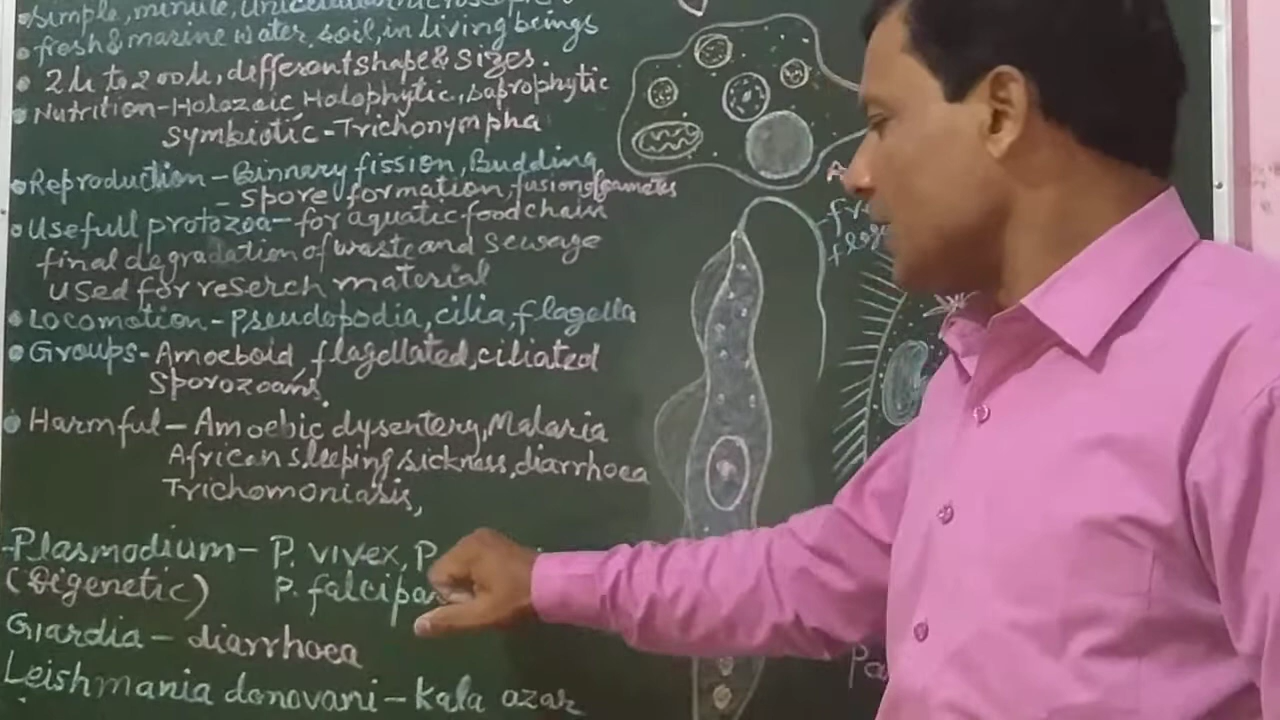 •Simple, minute, Unicellular
• fresh & marine water, soil, in living beings
• 2µ to 200µ, different shape & sizes.
• Nutrition-Holozoic Holophytic, Saprophytic
Symbiotic-Trichonympha
• Reproduction - Binnary fission, Budding
- spore formation, fusion of gametes
• Usefull protozoa - for aquatic food chain
final degradation of waste and sewage
used for reserch material
• Locomotion - Pseudopodia, cilia, flagella
• Groups - Amoeboid, flagellated, ciliated
Sporozoans.
• Harmful - Amoebic dysentery, Malaria
African sleeping sickness, diarrhoea
Trichomoniasis,
-Plasmodium - P. vivex, P
(Digenetic) P. falcipa
Giardia - diarrhoea
Leishmania donovani - kala azar